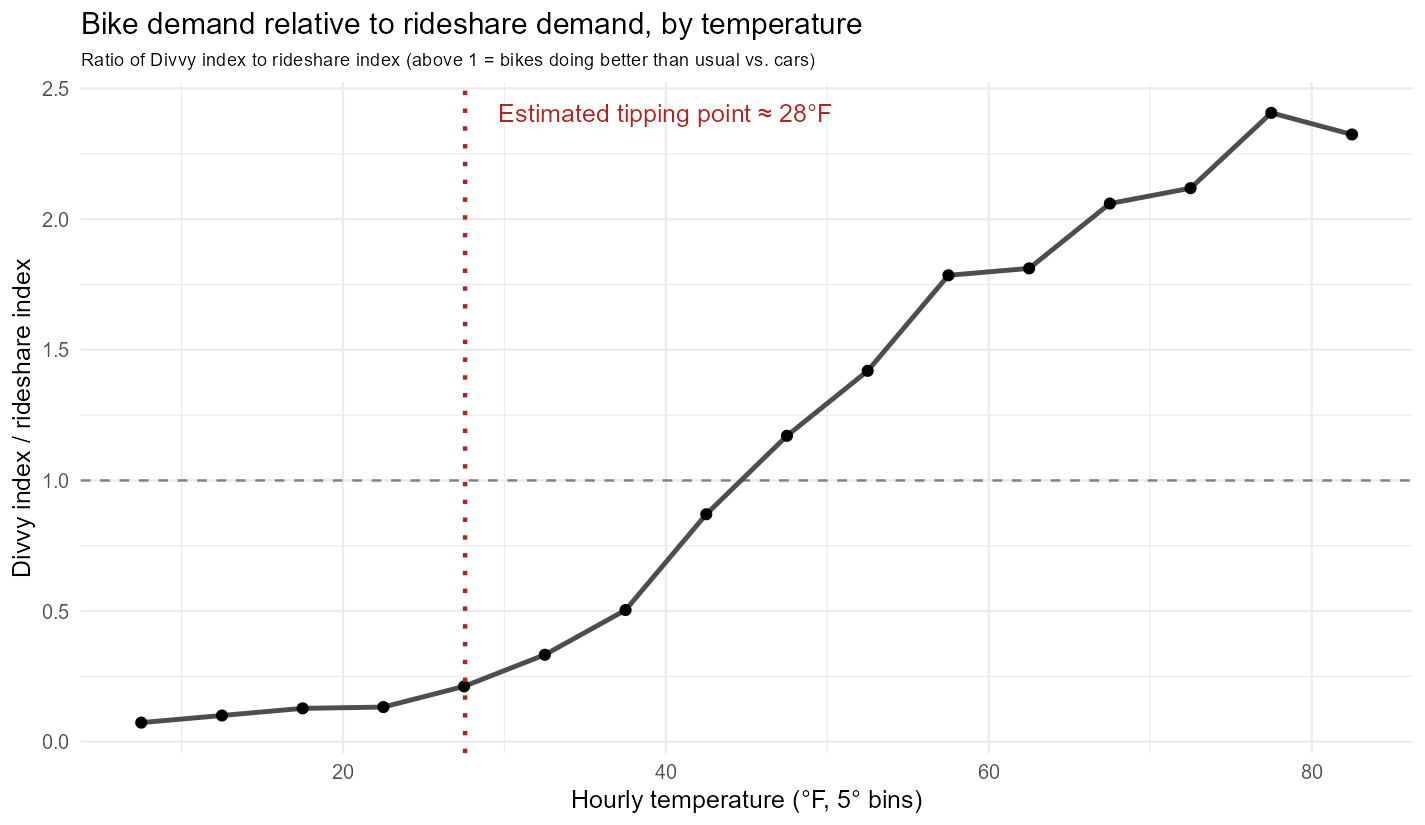 Bike demand relative to rideshare demand, by temperature
Ratio of Divvy index to rideshare index (above 1 = bikes doing better than usual vs. cars)
Estimated tipping point ≈ 28°F
Divvy index / rideshare index
2.5
2.0
1.5
1.0
0.5
0.0
20
40
60
80
Hourly temperature (°F, 5° bins)